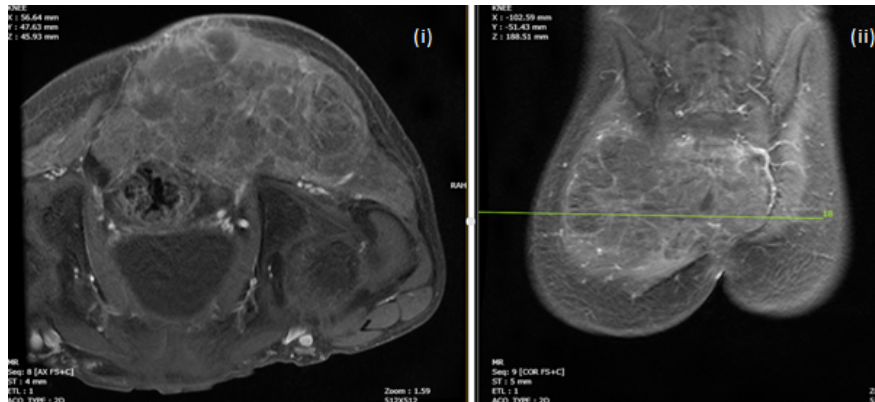 KNEE
X : 56.64 mm
Y : 47.63 mm
Z : 45.93 mm
(i)
RAH
MR
Seq: 8 [AX FS+C]
ST : 4 mm
ETL : 1
ACQ TYPE : 2D
Zoom : 1.59
512X512
KNEE
X : -102.59 mm
Y : -51.43 mm
Z : 188.51 mm
(ii)
18
MR
Seq: 9 [COR FS+C]
ST : 5 mm
ETL : 1
ACQ TYPE : 2D